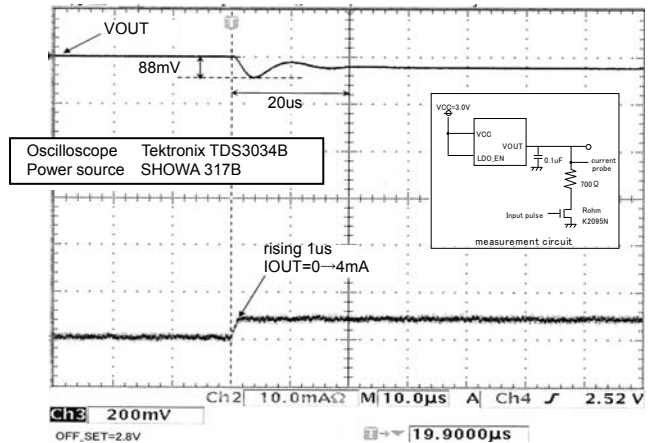 VOUT
88mV
20us
Oscilloscope Tektronix TDS3034B
Power source SHOWA 317B
VCC=3.0V
VCC
VOUT
LDO_EN
0.1uF
current
probe
700Ω
Input pulse
Rohm
K2095N
measurement circuit
rising 1us
IOUT=0→4mA
Ch2 10.0mAΩ M 10.0µs A Ch4 2.52 V
Ch3 200mV
OFF_SET=2.8V
T 19.9000µs